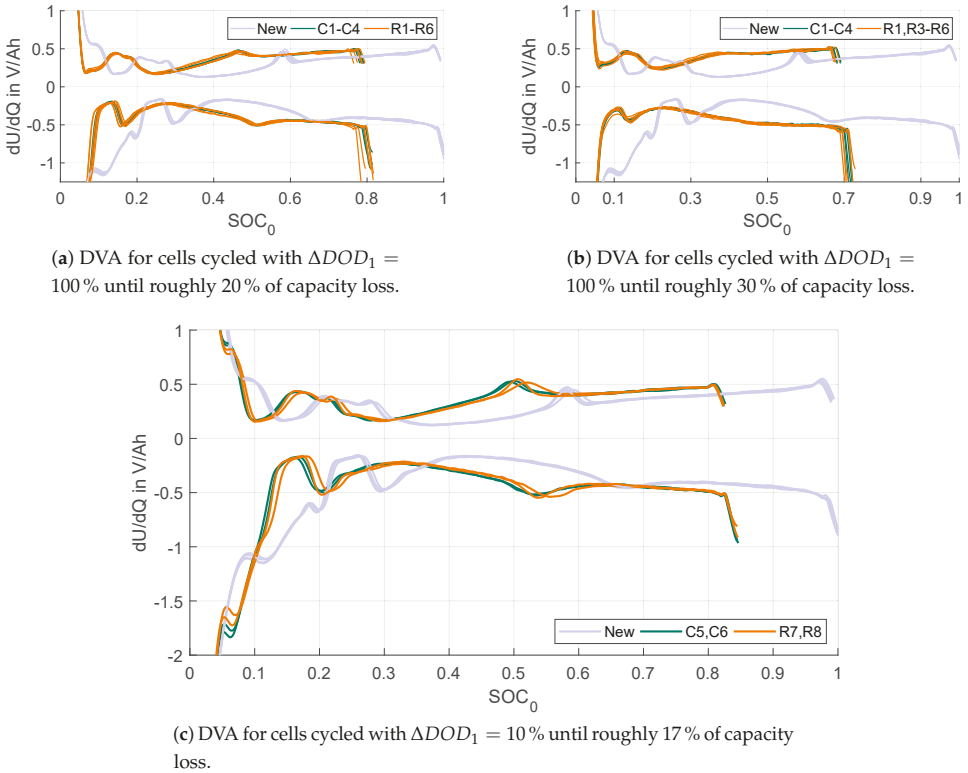 New C1-C4 R1-R6
1
0.5
0
-0.5
-1
dU/dQ in V/Ah
0 0.2 0.4 0.6 0.8 1
SOC0
(a) DVA for cells cycled with ΔDOD1 =
100 % until roughly 20 % of capacity loss.
New C1-C4 R1,R3-R6
1
0.5
0
-0.5
-1
dU/dQ in V/Ah
0 0.1 0.3 0.5 0.7 0.9 1
SOC0
(b) DVA for cells cycled with ΔDOD1 =
100 % until roughly 30 % of capacity loss.
1
0.5
0
-0.5
-1
-1.5
-2
dU/dQ in V/Ah
New C5,C6 R7,R8
0 0.1 0.2 0.3 0.4 0.5 0.6 0.7 0.8 0.9 1
SOC0
(c) DVA for cells cycled with ΔDOD1 = 10 % until roughly 17 % of capacity
loss.